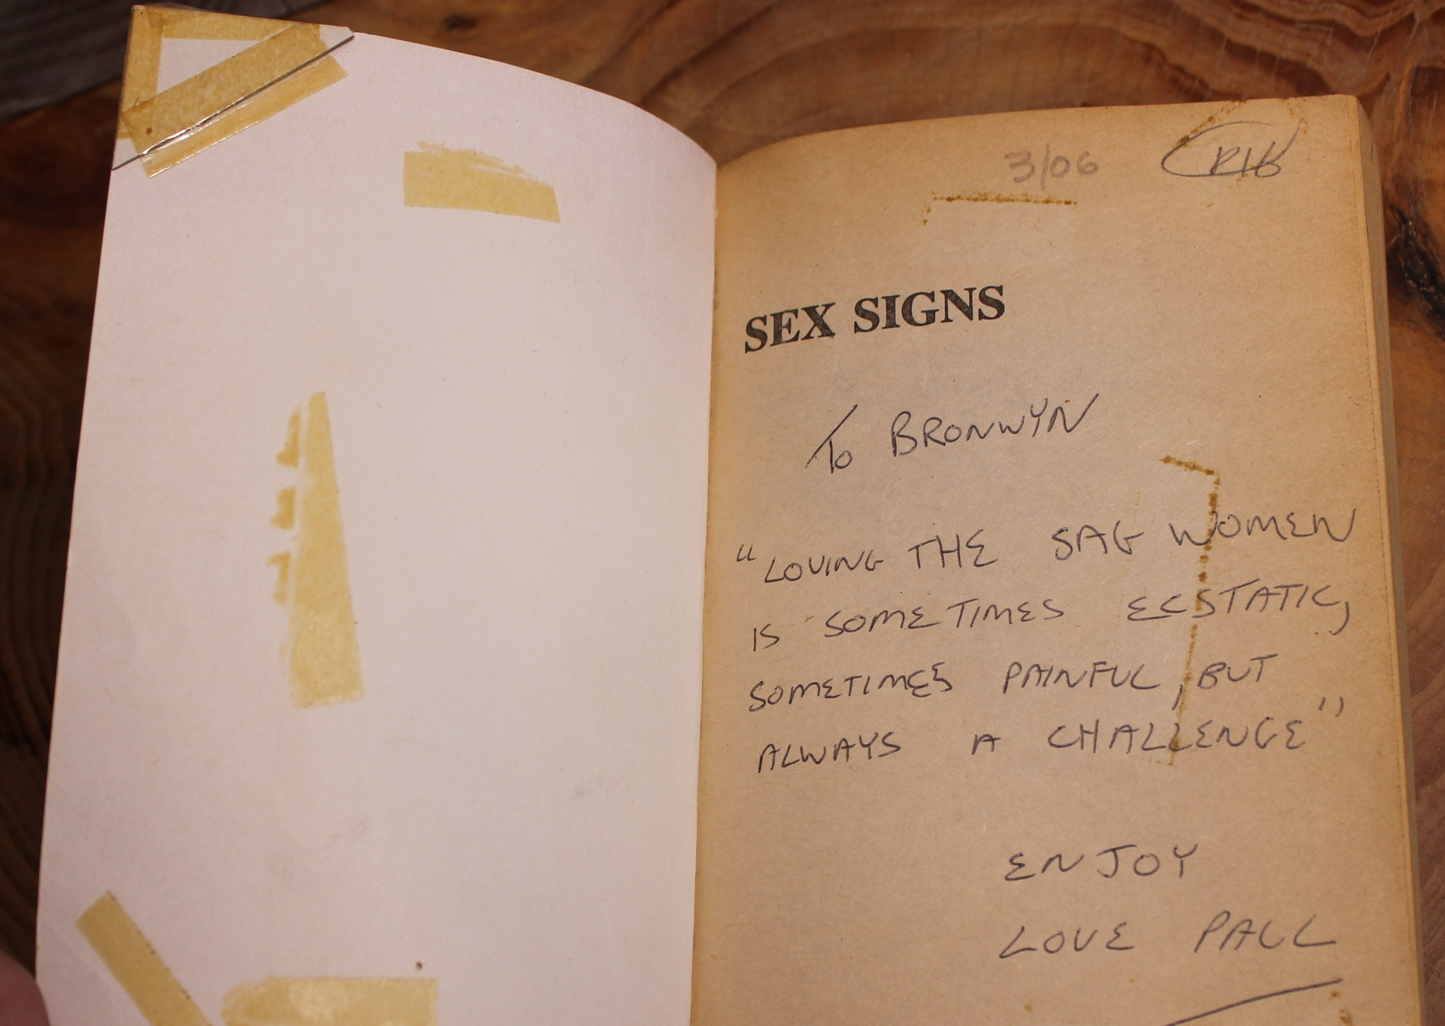 3/06
SEX SIGNS
To BRONWYN
"LOVING THE SAG WOMEN
IS SOMETIMES ECSTATIC,
SOMETIMES PAINFUL, BUT
ALWAYS A CHALLENGE"
ENJOY
LOVE PAUL